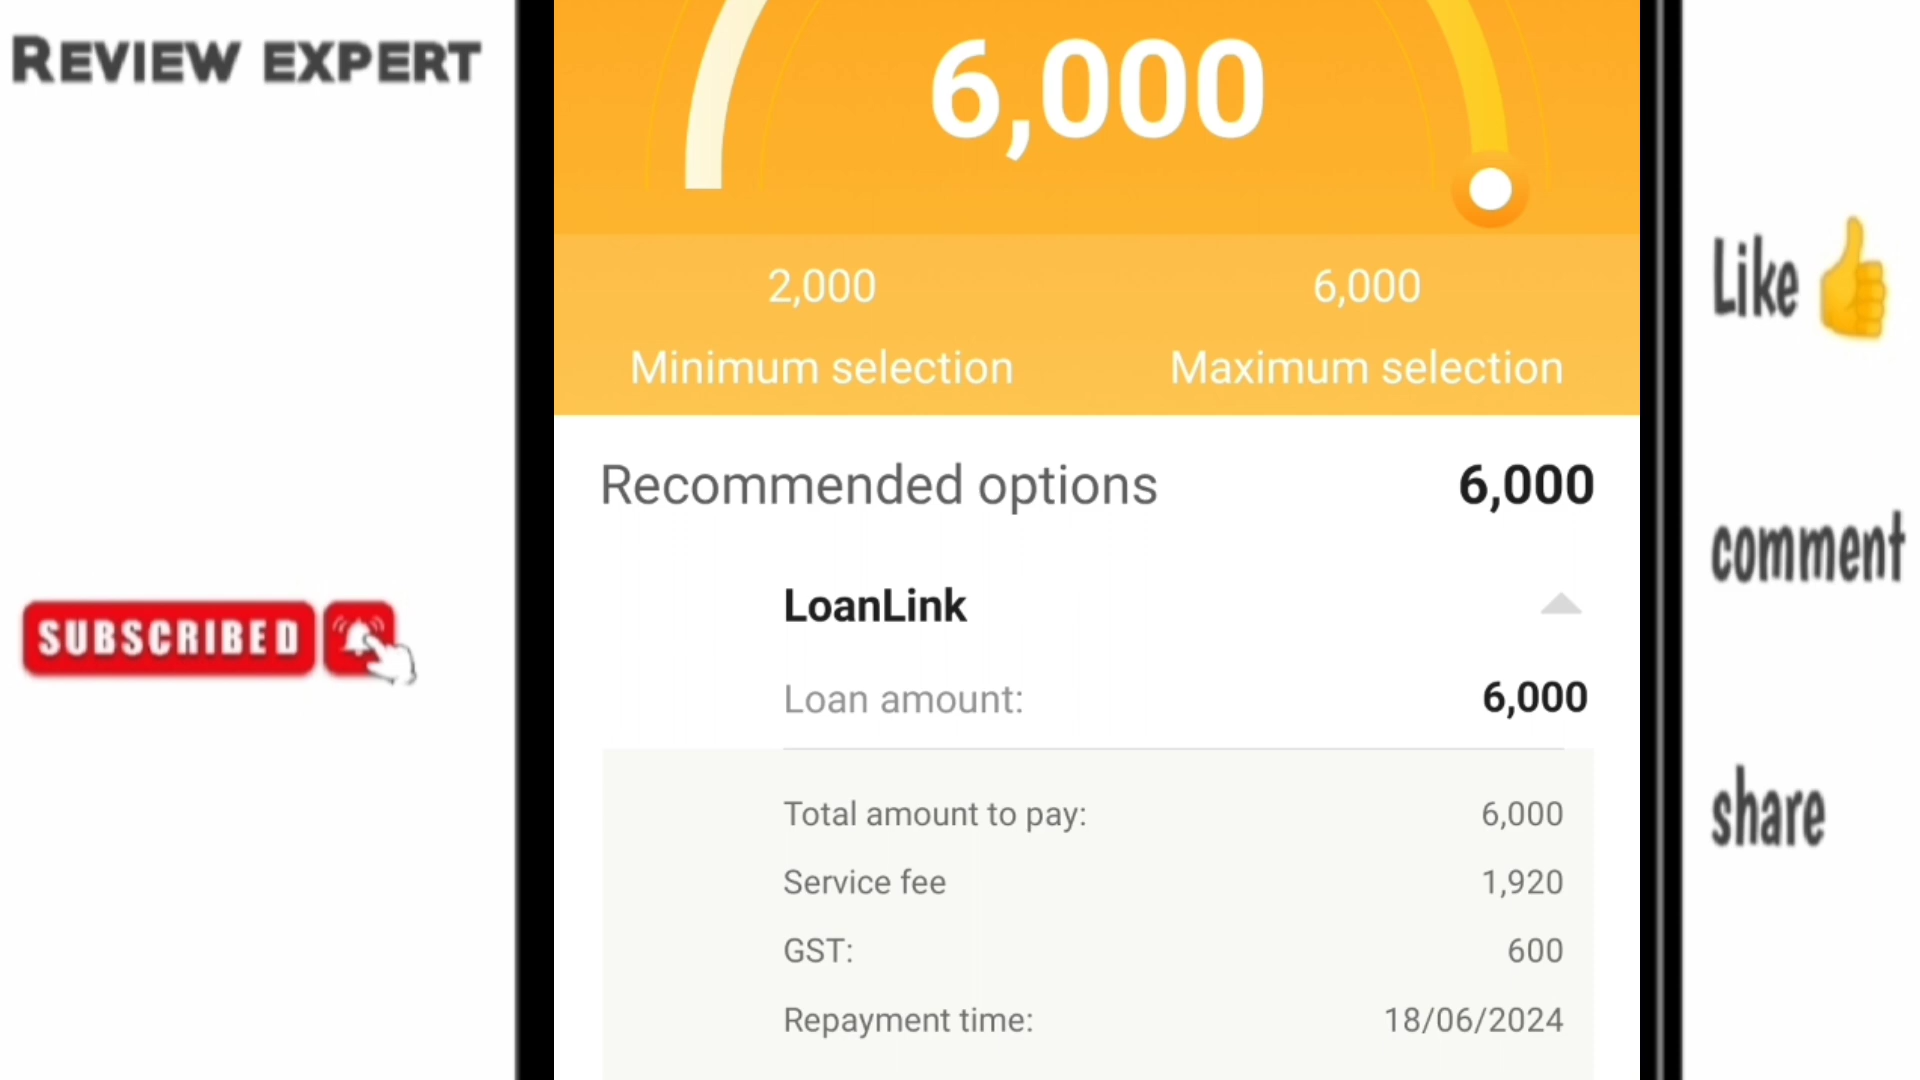 REVIEW EXPERT
6,000
2,000
6,000
Minimum selection
Maximum selection
Recommended options
6,000
LoanLink
Loan amount:
6,000
Total amount to pay:
6,000
Service fee
1,920
GST:
600
Repayment time:
18/06/2024
SUBSCRIBED
Like
comment
share